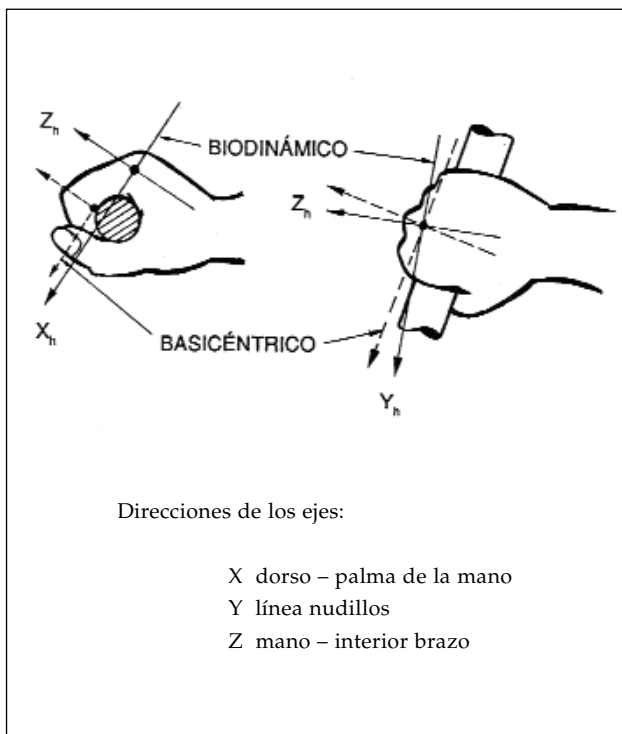 Zh
BIODINÁMICO
Zh
BASICÉNTRICO
Xh
Yh
Direcciones de los ejes:
X dorso – palma de la mano
Y línea nudillos
Z mano – interior brazo